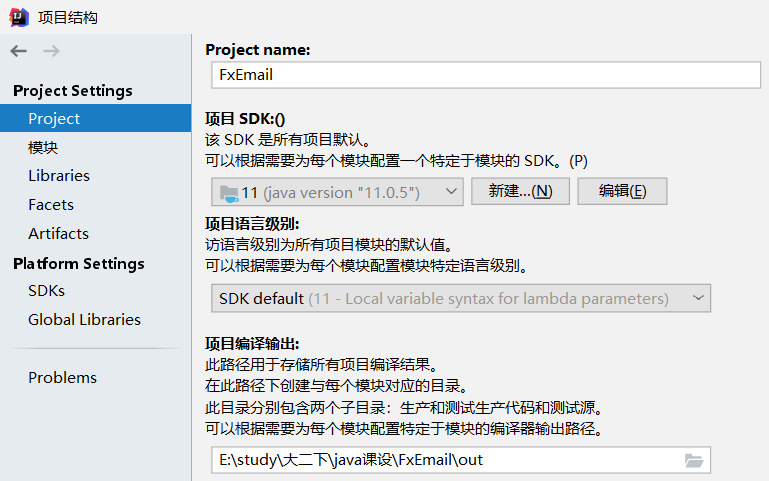 项目结构
Project Settings
Project
模块
Libraries
Facets
Artifacts
Platform Settings
SDKs
Global Libraries
Problems
Project name:
FxEmail
项目 SDK:()
该 SDK 是所有项目默认。
可以根据需要为每个模块配置一个特定于模块的 SDK。(P)
11 (java version "11.0.5")
新建...(N)
编辑(E)
项目语言级别:
访语言级别为所有项目模块的默认值。
可以根据需要为每个模块配置模块特定语言级别。
SDK default (11 - Local variable syntax for lambda parameters)
项目编译输出:
此路径用于存储所有项目编译结果。
在此路径下创建与每个模块对应的目录。
此目录分别包含两个子目录：生产和测试生产代码和测试源。
可以根据需要为每个模块配置特定于模块的编译器输出路径。
E:\study\大二下\java课设\FxEmail\out